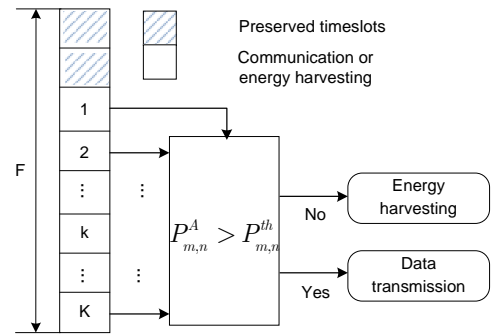 Preserved timeslots
Communication or
energy harvesting
F
1
2
⋮ ⋮
k
⋮ ⋮
K
P^A_{m,n} > P^{th}_{m,n}
No
Energy
harvesting
Yes
Data
transmission